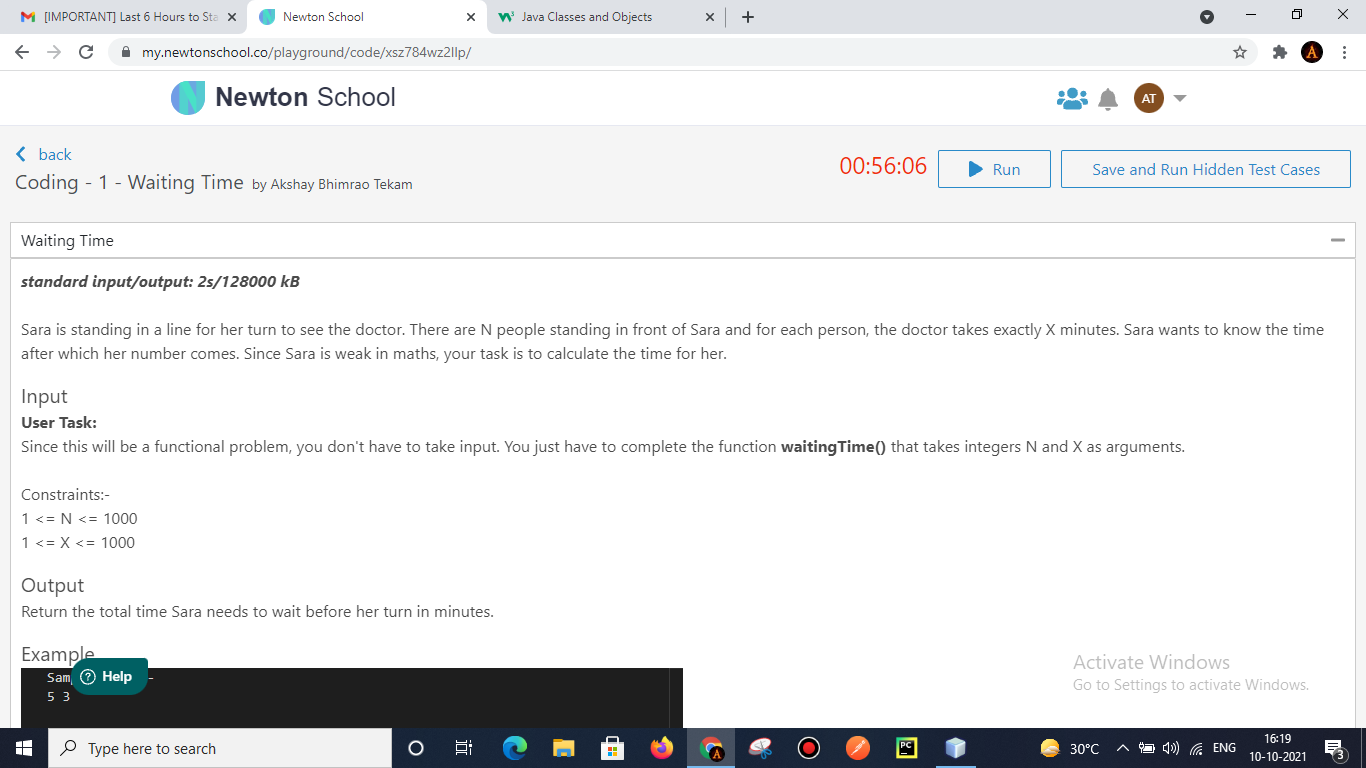 [IMPORTANT] Last 6 Hours to Sta
Newton School
Java Classes and Objects
my.newtonschool.co/playground/code/xsz784wz2llp/
A
Newton School
AT
back
Coding - 1 - Waiting Time by Akshay Bhimrao Tekam
00:56:06
Run
Save and Run Hidden Test Cases
Waiting Time
standard input/output: 2s/128000 kB
Sara is standing in a line for her turn to see the doctor. There are N people standing in front of Sara and for each person, the doctor takes exactly X minutes. Sara wants to know the time
after which her number comes. Since Sara is weak in maths, your task is to calculate the time for her.
Input
User Task:
Since this will be a functional problem, you don't have to take input. You just have to complete the function waitingTime() that takes integers N and X as arguments.
Constraints:-
1 <= N <= 1000
1 <= X <= 1000
Output
Return the total time Sara needs to wait before her turn in minutes.
Example
Sam
Help
5 3
Activate Windows
Go to Settings to activate Windows.
Type here to search
A
PC
30°C
ENG
16:19
10-10-2021
3